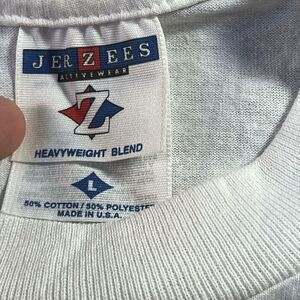 JERZEES
ACTIVEWEAR
Z
HEAVYWEIGHT BLEND
L
50% COTTON / 50% POLYESTER
MADE IN U.S.A.